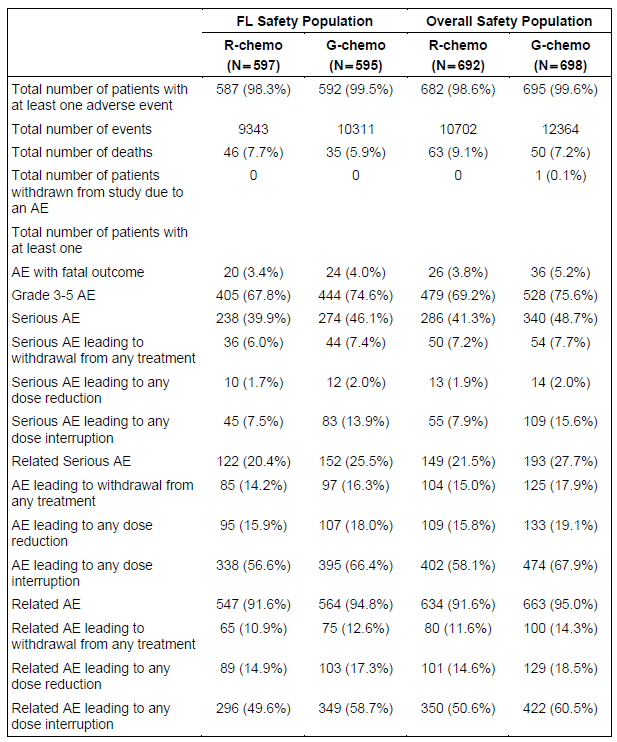 FL Safety Population Overall Safety Population
R-chemo G-chemo R-chemo G-chemo
(N=597) (N=595) (N=692) (N=698)
Total number of patients with 587 (98.3%) 592 (99.5%) 682 (98.6%) 695 (99.6%)
at least one adverse event
Total number of events 9343 10311 10702 12364
Total number of deaths 46 (7.7%) 35 (5.9%) 63 (9.1%) 50 (7.2%)
Total number of patients 0 0 0 1 (0.1%)
withdrawn from study due to
an AE
Total number of patients with
at least one
AE with fatal outcome 20 (3.4%) 24 (4.0%) 26 (3.8%) 36 (5.2%)
Grade 3-5 AE 405 (67.8%) 444 (74.6%) 479 (69.2%) 528 (75.6%)
Serious AE 238 (39.9%) 274 (46.1%) 286 (41.3%) 340 (48.7%)
Serious AE leading to 36 (6.0%) 44 (7.4%) 50 (7.2%) 54 (7.7%)
withdrawal from any treatment
Serious AE leading to any 10 (1.7%) 12 (2.0%) 13 (1.9%) 14 (2.0%)
dose reduction
Serious AE leading to any 45 (7.5%) 83 (13.9%) 55 (7.9%) 109 (15.6%)
dose interruption
Related Serious AE 122 (20.4%) 152 (25.5%) 149 (21.5%) 193 (27.7%)
AE leading to withdrawal from 85 (14.2%) 97 (16.3%) 104 (15.0%) 125 (17.9%)
any treatment
AE leading to any dose 95 (15.9%) 107 (18.0%) 109 (15.8%) 133 (19.1%)
reduction
AE leading to any dose 338 (56.6%) 395 (66.4%) 402 (58.1%) 474 (67.9%)
interruption
Related AE 547 (91.6%) 564 (94.8%) 634 (91.6%) 663 (95.0%)
Related AE leading to 65 (10.9%) 75 (12.6%) 80 (11.6%) 100 (14.3%)
withdrawal from any treatment
Related AE leading to any 89 (14.9%) 103 (17.3%) 101 (14.6%) 129 (18.5%)
dose reduction
Related AE leading to any 296 (49.6%) 349 (58.7%) 350 (50.6%) 422 (60.5%)
dose interruption